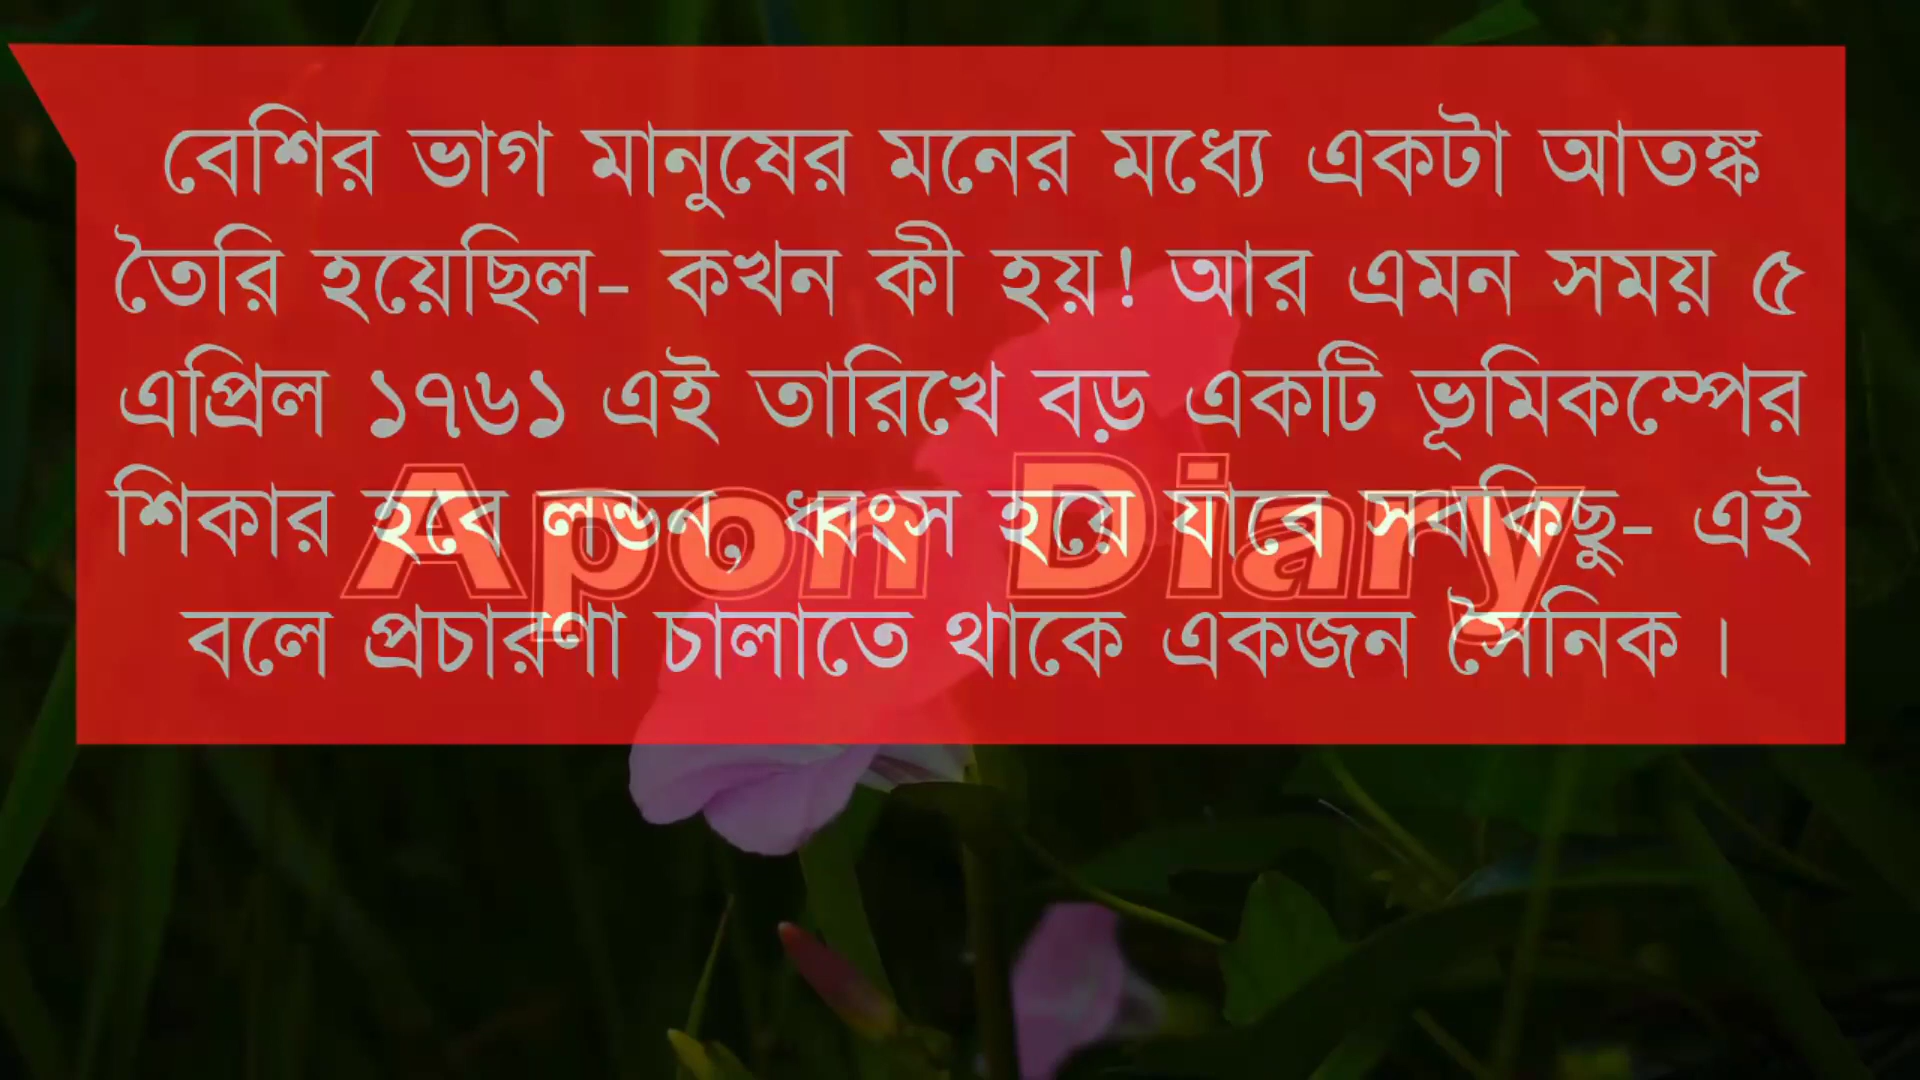 বেশির ভাগ মানুষের মনের মধ্যে একটা আতঙ্ক
তৈরি হয়েছিল- কখন কী হয়! আর এমন সময় ৫
এপ্রিল ১৭৬১ এই তারিখে বড় একটি ভূমিকম্পের
শিকার হবে লন্ডন, ধ্বংস হয়ে যাবে সবকিছু- এই
Apon Diary
বলে প্রচারণা চালাতে থাকে একজন সৈনিক।